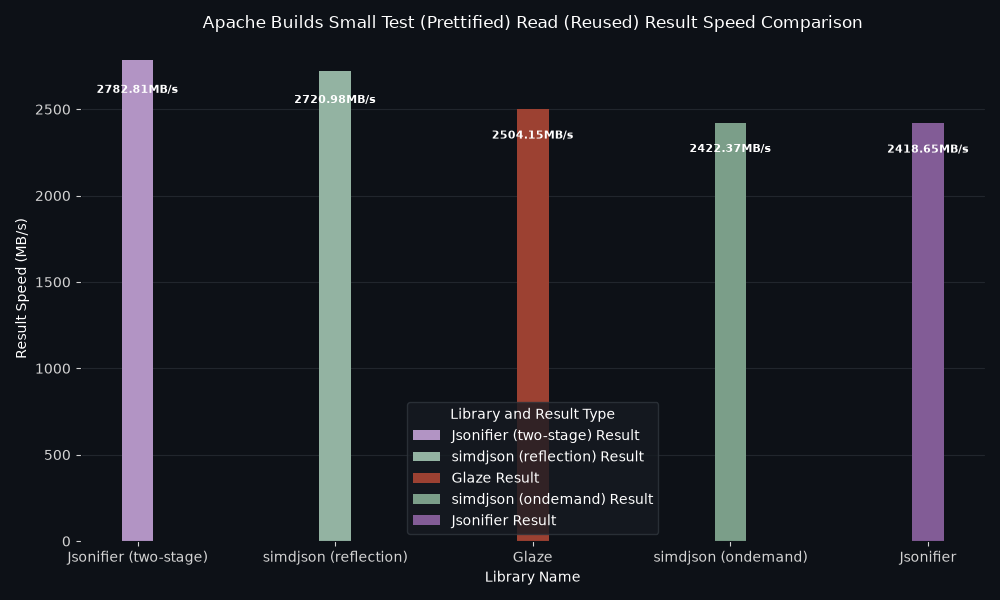 Apache Builds Small Test (Prettified) Read (Reused) Result Speed Comparison
2782.81MB/s
2720.98MB/s
2504.15MB/s
2422.37MB/s
2418.65MB/s
2500
2000
1500
1000
500
0
Result Speed (MB/s)
Library and Result Type
Jsonifier (two-stage) Result
simdjson (reflection) Result
Glaze Result
simdjson (ondemand) Result
Jsonifier Result
Jsonifier (two-stage)
simdjson (reflection)
Glaze
simdjson (ondemand)
Jsonifier
Library Name